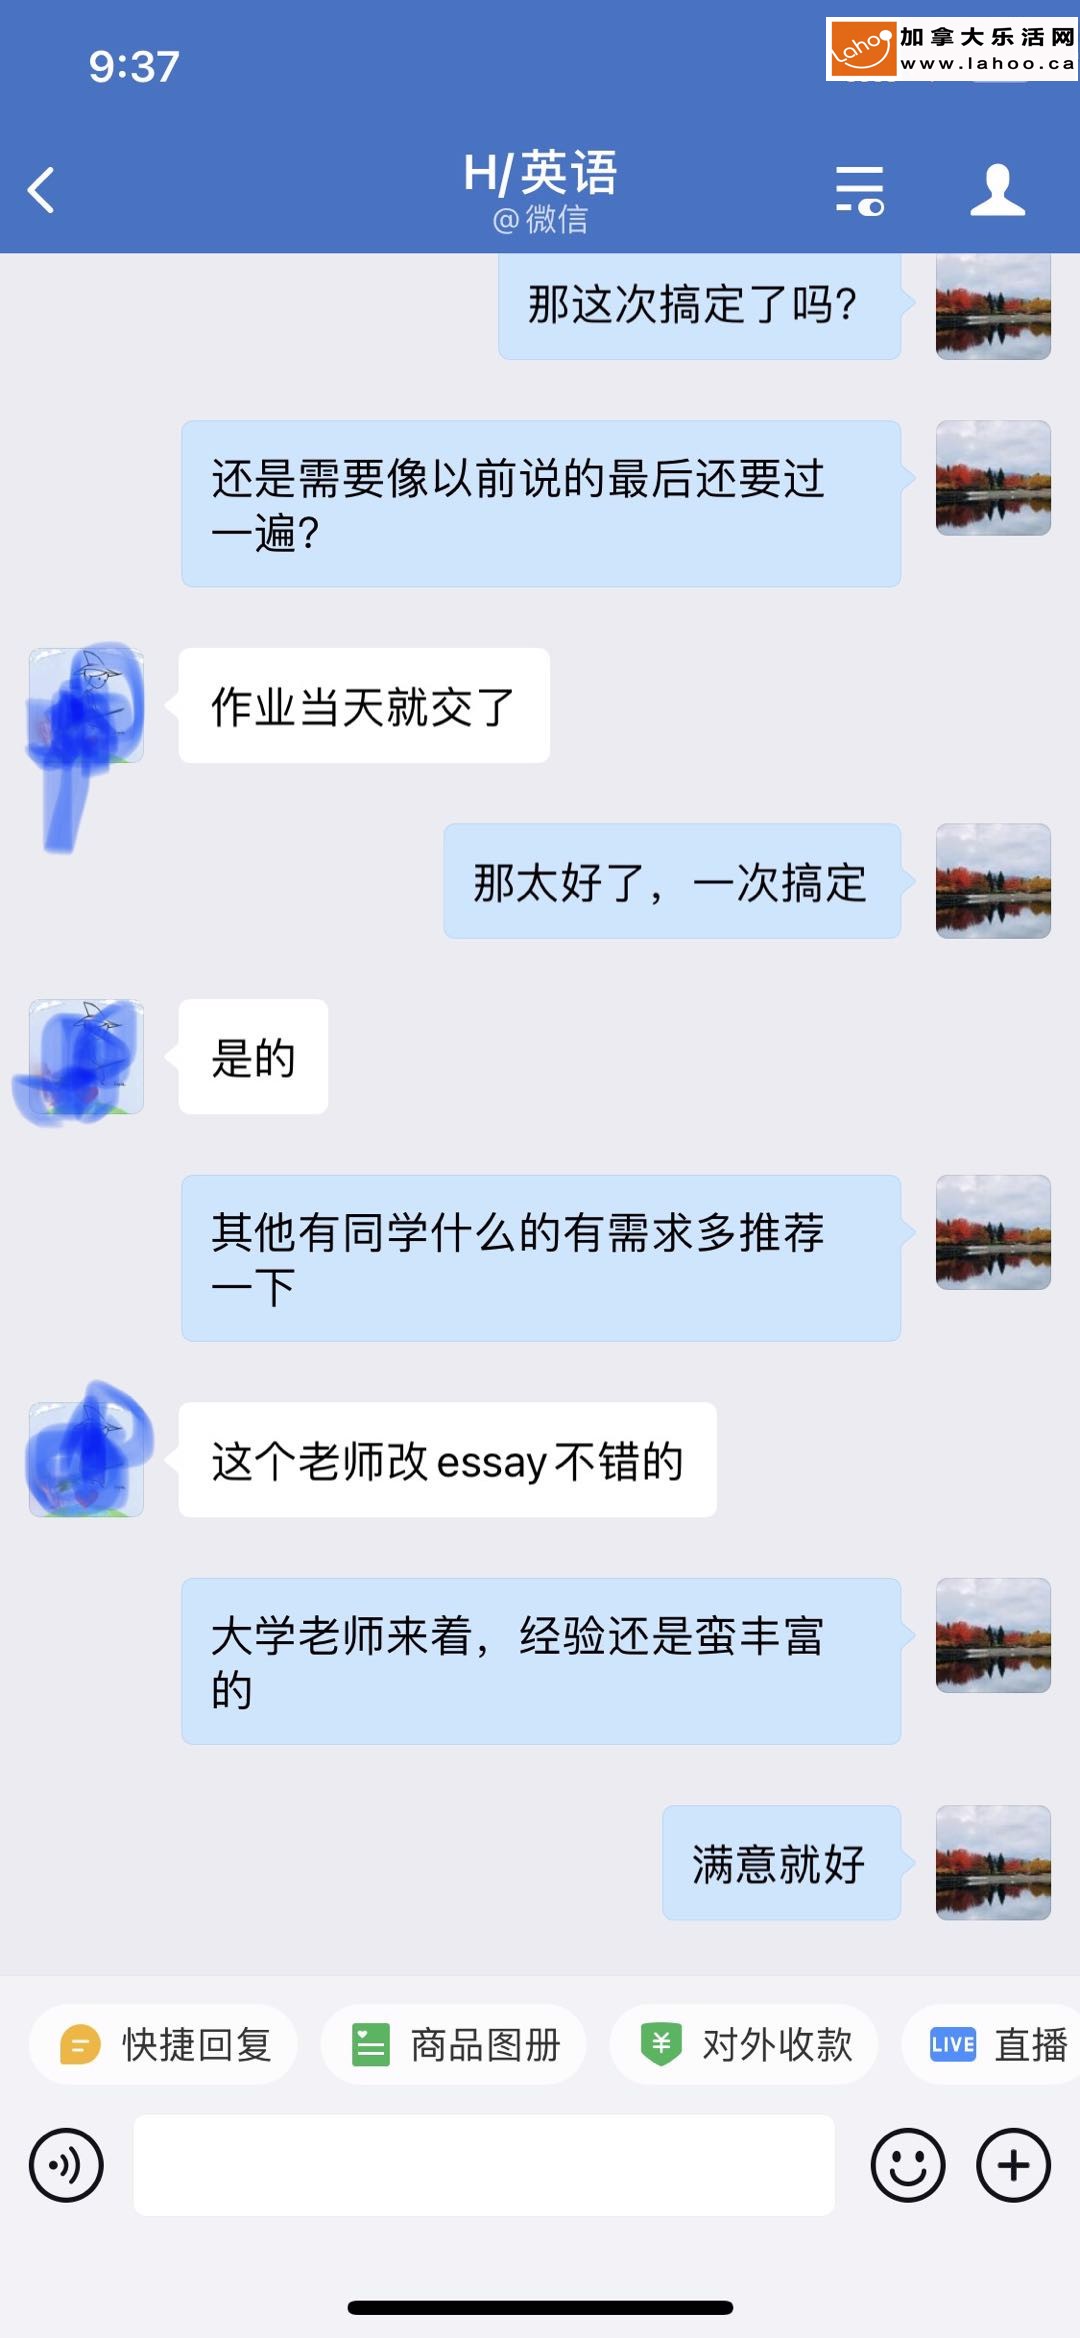 9:37
Lahoo
加拿大乐活网
www.lahoo.ca
H/英语
@微信
那这次搞定了吗?
还是需要像以前说的最后还要过
一遍?
作业当天就交了
那太好了，一次搞定
是的
其他有同学什么的有需求多推荐
一下
这个老师改essay不错的
大学老师来着，经验还是蛮丰富
的
满意就好
快捷回复
商品图册
对外收款
LIVE 直播